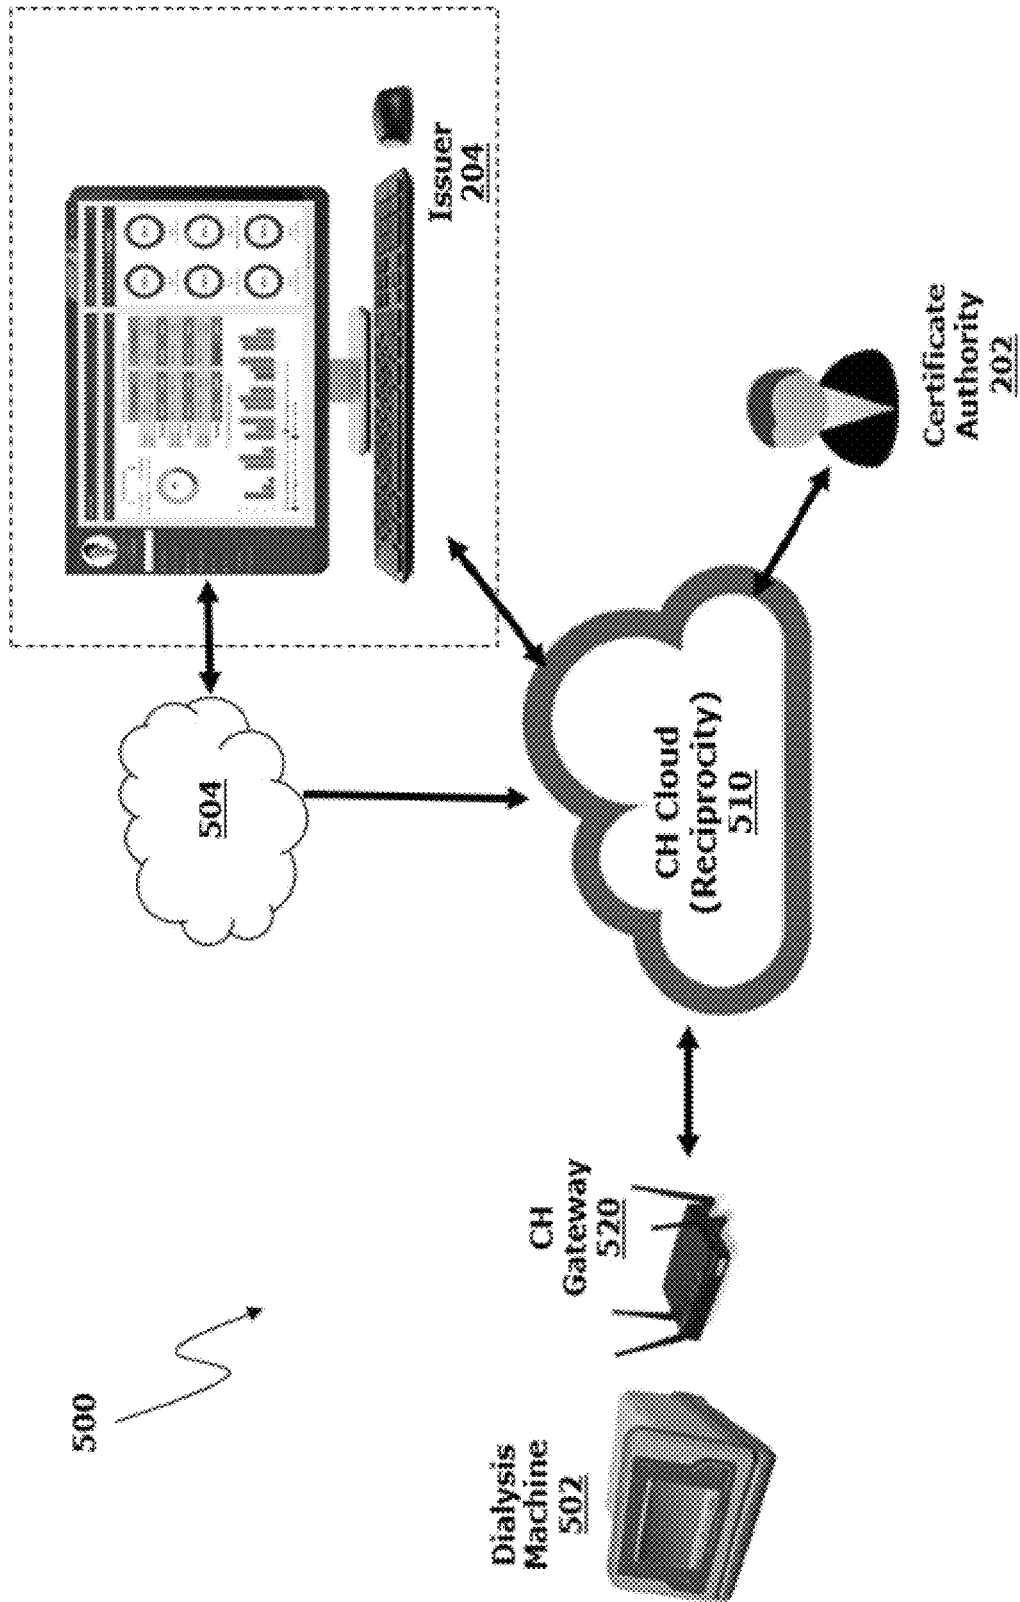 500
Dialysis
Machine
502
CH
Gateway
520
504
CH Cloud
(Reciprocity)
510
Issuer
204
Certificate
Authority
202